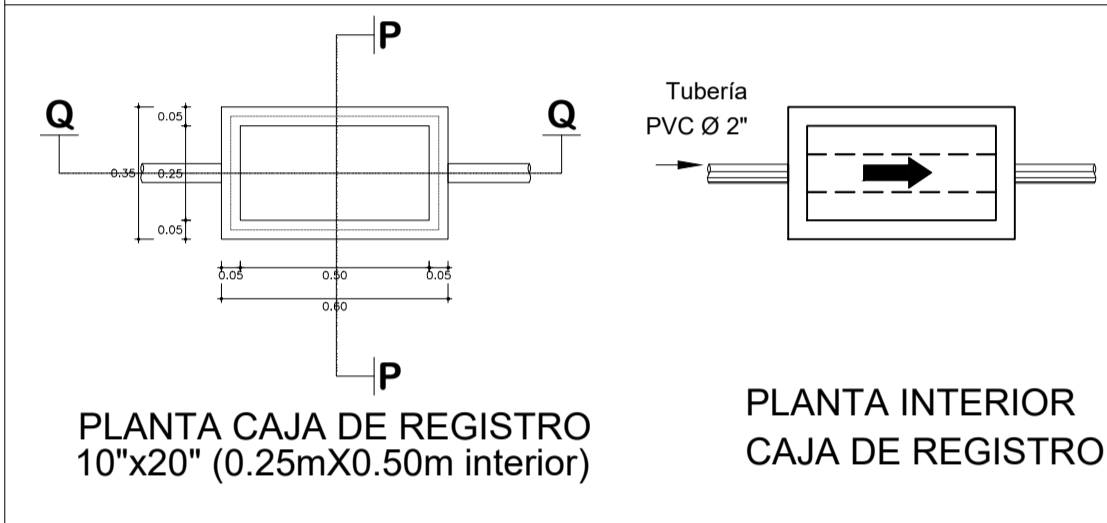 P
Q
Q
0.05
0.35
0.25
0.05
0.05
0.50
0.05
0.60
P
PLANTA CAJA DE REGISTRO
10"x20" (0.25mX0.50m interior)
Tubería
PVC Ø 2"
PLANTA INTERIOR
CAJA DE REGISTRO